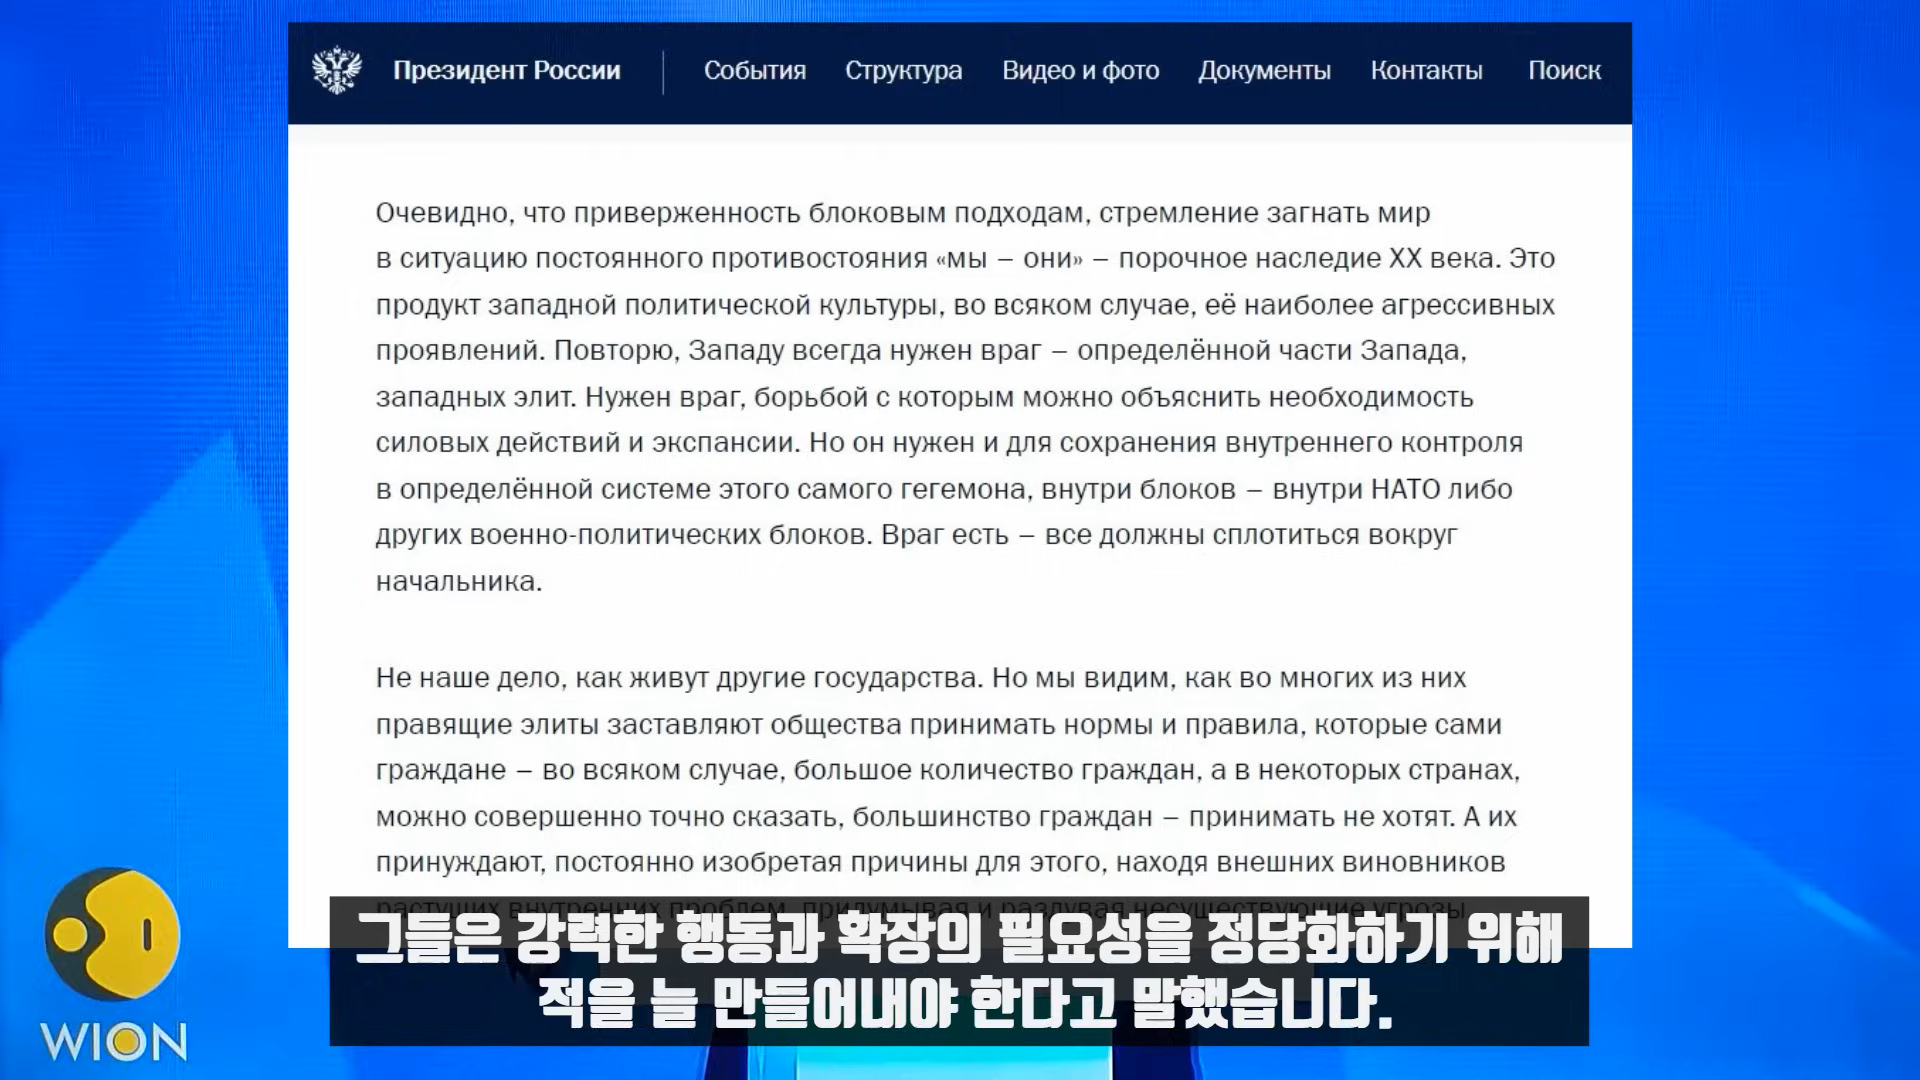 Президент России
События
Структура
Видео и фото
Документы
Контакты
Поиск
Очевидно, что приверженность блоковым подходам, стремление загнать мир
в ситуацию постоянного противостояния «мы – они» – порочное наследие XX века. Это
продукт западной политической культуры, во всяком случае, её наиболее агрессивных
проявлений. Повторю, Западу всегда нужен враг – определённой части Запада,
западных элит. Нужен враг, борьбой с которым можно объяснить необходимость
силовых действий и экспансии. Но он нужен и для сохранения внутреннего контроля
в определённой системе этого самого гегемона, внутри блоков – внутри НАТО либо
других военно-политических блоков. Враг есть – все должны сплотиться вокруг
начальника.
Не наше дело, как живут другие государства. Но мы видим, как во многих из них
правящие элиты заставляют общества принимать нормы и правила, которые сами
граждане – во всяком случае, большое количество граждан, а в некоторых странах,
можно совершенно точно сказать, большинство граждан – принимать не хотят. А их
принуждают, постоянно изобретая причины для этого, находя внешних виновников
растущих внутренних проблем, придумывая и раздувая несуществующие угрозы
그들은 강력한 행동과 확장의 필요성을 정당화하기 위해
적을 늘 만들어내야 한다고 말했습니다.
WION